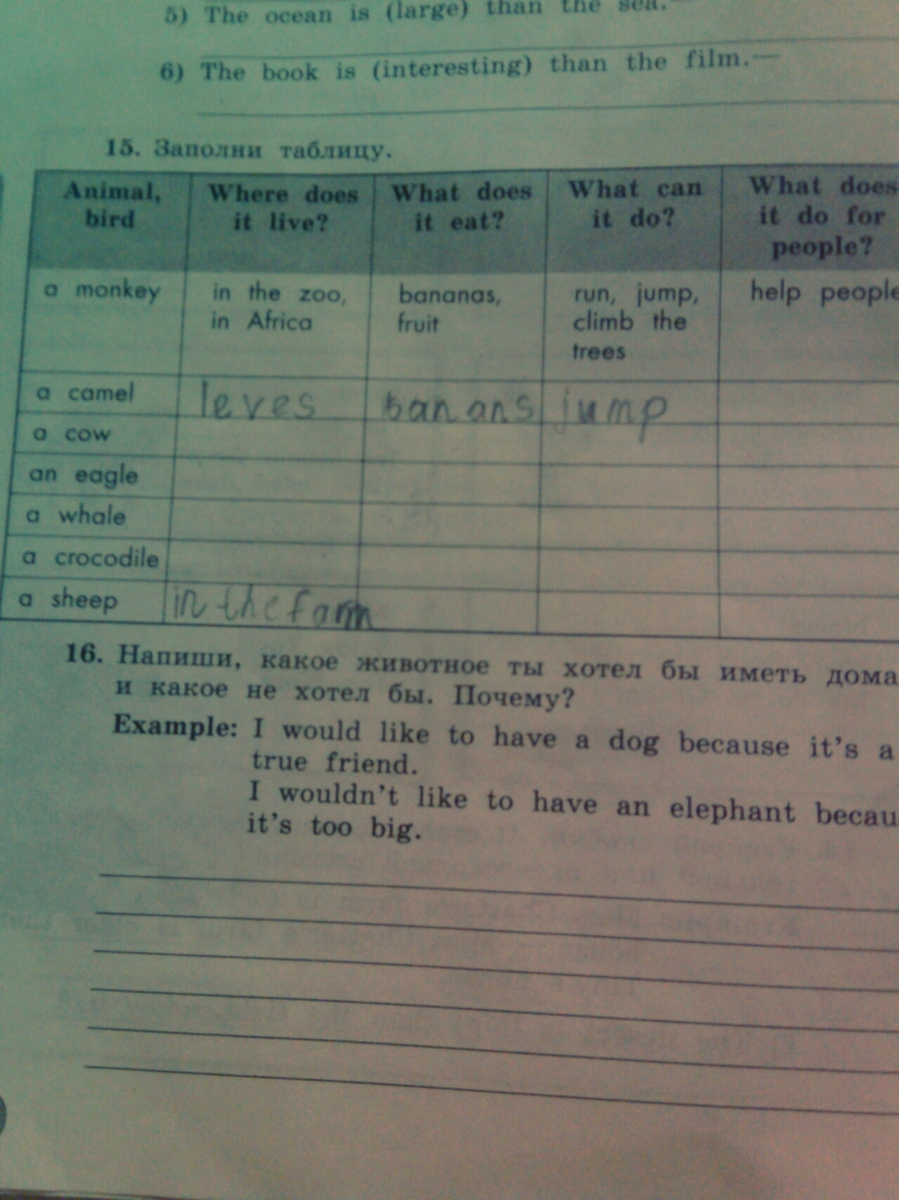 5) The ocean is (large) than the sea.
6) The book is (interesting) than the film.—
15. Заполни таблицу.
Animal, bird
Where does it live?
What does it eat?
What can it do?
What does it do for people?
a monkey
in the zoo, in Africa
bananas, fruit
run, jump, climb the trees
help people
a camel
leves
banans
jump
a cow
an eagle
a whale
a crocodile
a sheep
in the farm
16. Напиши, какое животное ты хотел бы иметь дома
и какое не хотел бы. Почему?
Example: I would like to have a dog because it's a
true friend.
I wouldn't like to have an elephant becau
it's too big.